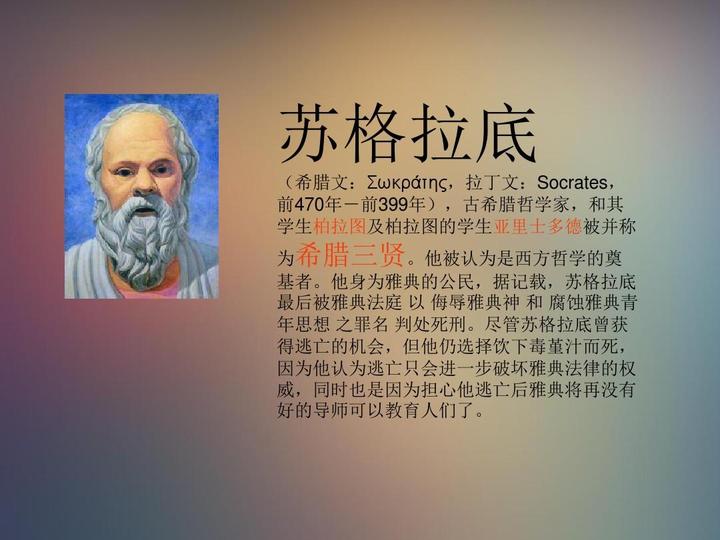 苏格拉底
（希腊文：Σωκράτης，拉丁文：Socrates，
前470年－前399年），古希腊哲学家，和其
学生柏拉图及柏拉图的学生亚里士多德被并称
为希腊三贤。他被认为是西方哲学的奠
基者。他身为雅典的公民，据记载，苏格拉底
最后被雅典法庭 以 侮辱雅典神 和 腐蚀雅典青
年思想 之罪名 判处死刑。尽管苏格拉底曾获
得逃亡的机会，但他仍选择饮下毒堇汁而死，
因为他认为逃亡只会进一步破坏雅典法律的权
威，同时也是因为担心他逃亡后雅典将再没有
好的导师可以教育人们了。